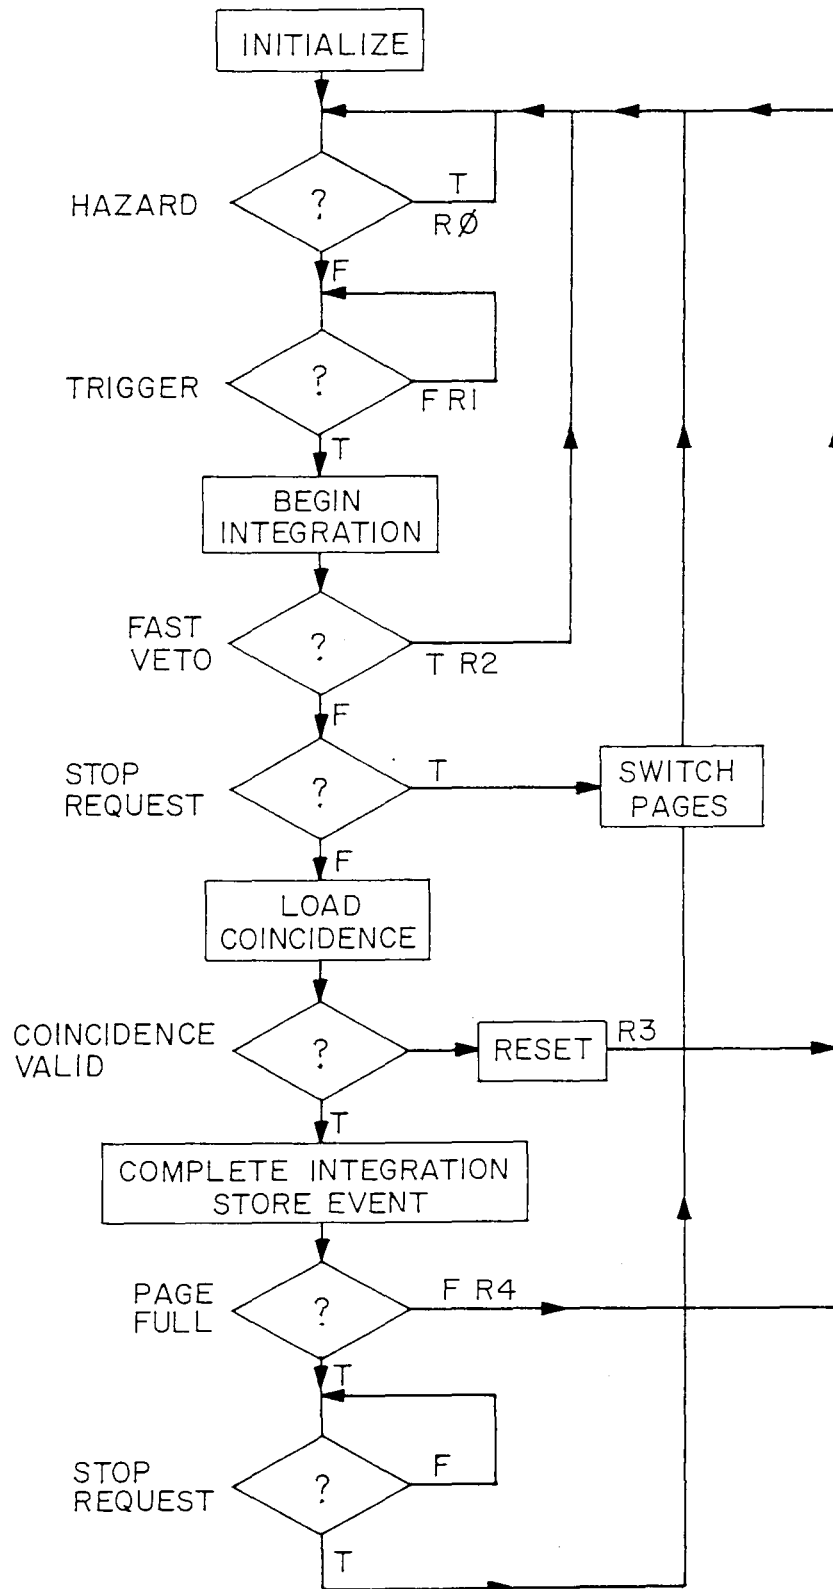 INITIALIZE
HAZARD
?
T
RØ
F
TRIGGER
?
F R1
T
BEGIN
INTEGRATION
FAST
VETO
?
T R2
F
STOP
REQUEST
?
T
SWITCH
PAGES
F
LOAD
COINCIDENCE
COINCIDENCE
VALID
?
RESET
R3
T
COMPLETE INTEGRATION
STORE EVENT
PAGE
FULL
?
F R4
T
STOP
REQUEST
?
F
T